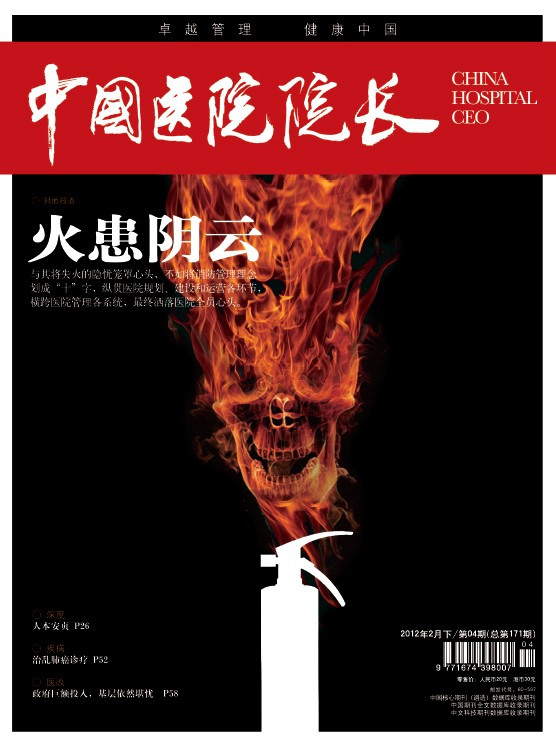 卓越管理 健康中国
中國医院院长
CHINA
HOSPITAL
CEO
封面报道
火患阴云
与其将失火的隐忧笼罩心头，不如将消防管理理念
划成“十”字，纵贯医院规划、建设和运营各环节，
横跨医院管理各系统，最终洒落医院全员心头。
深度
人本安贞 P26
疾病
治乱肺癌诊疗 P52
医改
政府巨额投入，基层依然堪忧 P58
2012年2月下/第04期(总第171期)
04
9 771674 398007
零售价：人民币20元 港币30元
邮发代号：80-597
中国核心期刊（遴选）数据库收录期刊
中国期刊全文数据库收录期刊
中文科技期刊数据库收录期刊